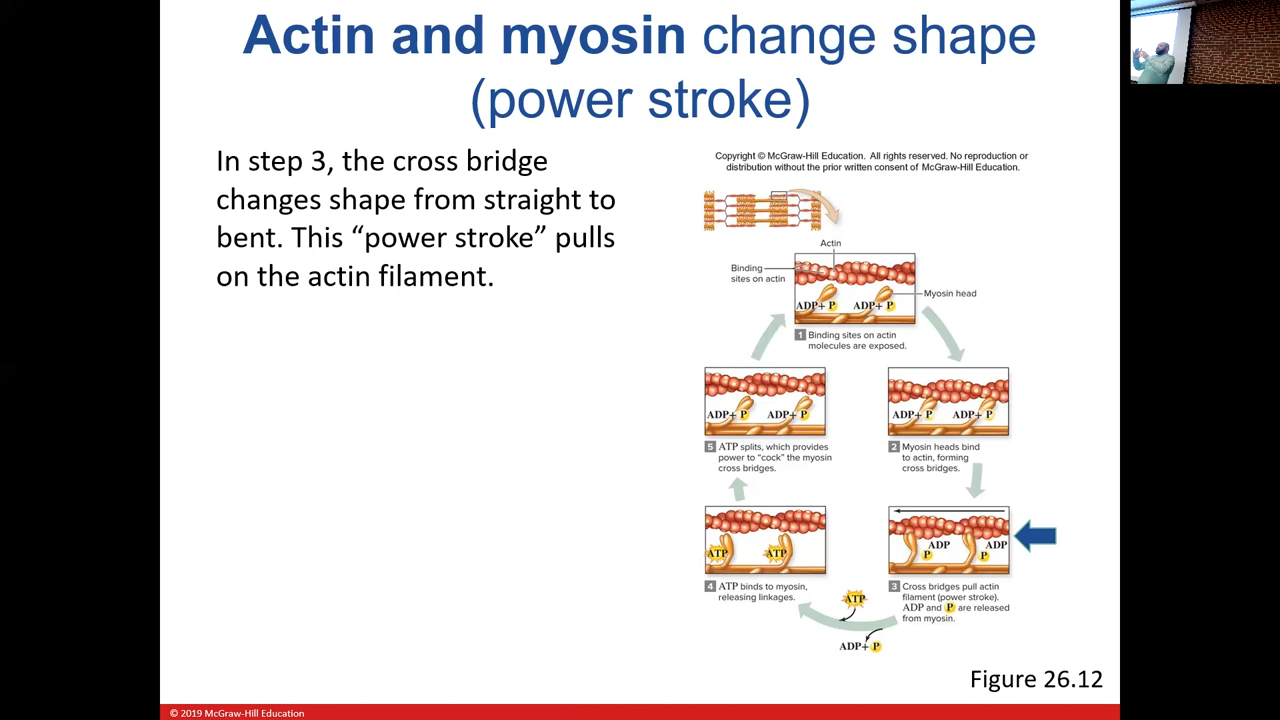 Actin and myosin change shape
(power stroke)
In step 3, the cross bridge
changes shape from straight to
bent. This “power stroke” pulls
on the actin filament.
Copyright © McGraw-Hill Education. All rights reserved. No reproduction or
distribution without the prior written consent of McGraw-Hill Education.
Actin
Binding
sites on actin
Myosin head
ADP+ P ADP+ P
1 Binding sites on actin
molecules are exposed.
ADP+ P ADP+ P
2 Myosin heads bind
to actin, forming
cross bridges.
ADP P ADP P
3 Cross bridges pull actin
filament (power stroke).
ADP and P are released
from myosin.
ATP
ADP+ P
ATP ATP
4 ATP binds to myosin,
releasing linkages.
ADP+ P ADP+ P
5 ATP splits, which provides
power to “cock” the myosin
cross bridges.
Figure 26.12
© 2019 McGraw-Hill Education